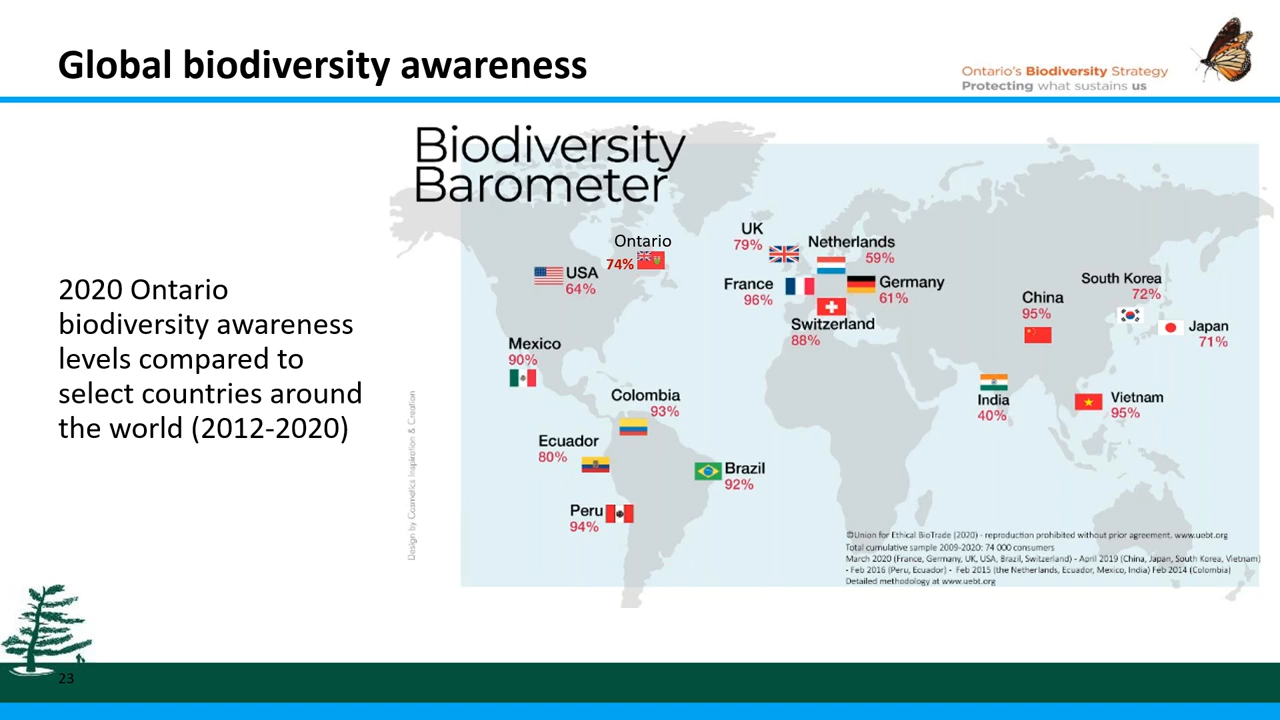 Global biodiversity awareness
Ontario's Biodiversity Strategy
Protecting what sustains us
Biodiversity
Barometer
2020 Ontario
biodiversity awareness
levels compared to
select countries around
the world (2012-2020)
Ontario
74%
USA
64%
UK
79%
Netherlands
59%
France
96%
Germany
61%
Switzerland
88%
South Korea
72%
China
95%
Japan
71%
Mexico
90%
India
40%
Vietnam
95%
Colombia
93%
Ecuador
80%
Brazil
92%
Peru
94%
Design by Cosmetics Inspiration & Creation
©Union for Ethical BioTrade (2020) - reproduction prohibited without prior agreement. www.uebt.org
Total cumulative sample 2009-2020: 74 000 consumers
March 2020 (France, Germany, UK, USA, Brazil, Switzerland) - April 2019 (China, Japan, South Korea, Vietnam)
- Feb 2016 (Peru, Ecuador) - Feb 2015 (the Netherlands, Ecuador, Mexico, India) Feb 2014 (Colombia)
Detailed methodology at www.uebt.org
23